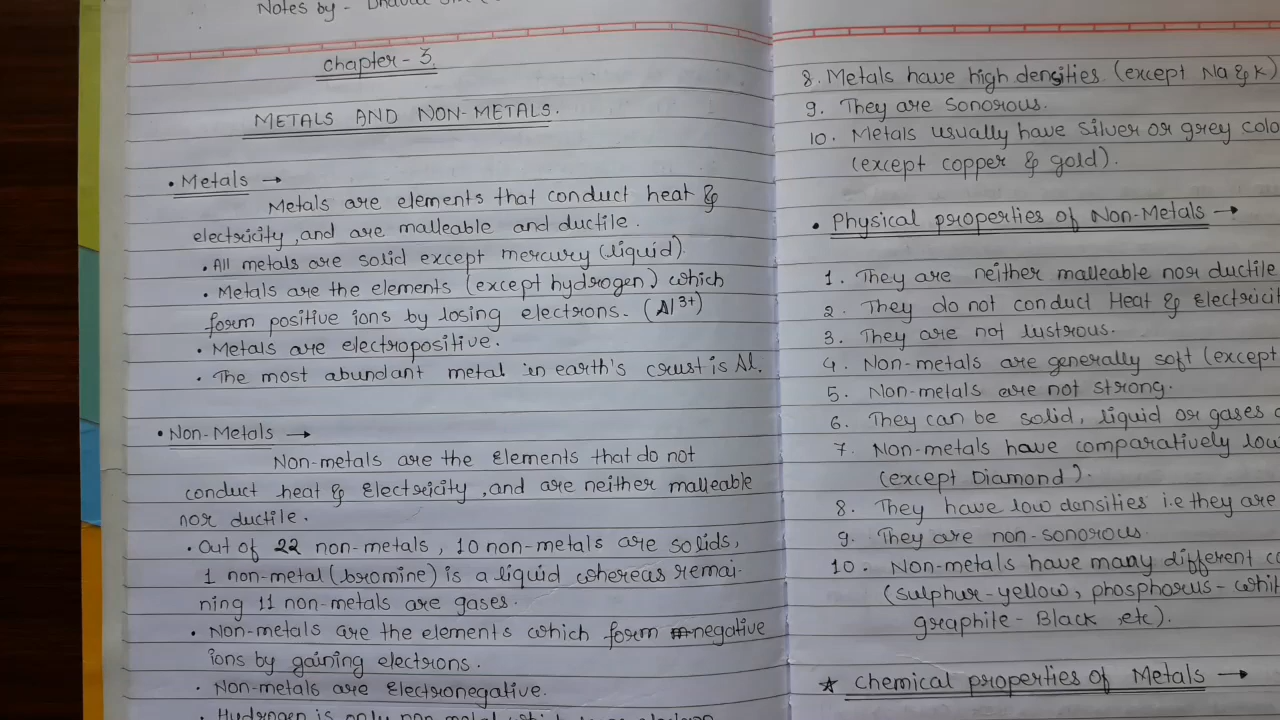 Notes by -
Chapter - 3.
METALS AND NON-METALS.
• Metals →
Metals are elements that conduct heat &
electricity, and are malleable and ductile.
• All metals are solid except mercury (liquid).
• Metals are the elements (except hydrogen) which
form positive ions by losing electrons. (Al³⁺)
• Metals are electropositive.
• The most abundant metal in earth's crust is Al.
• Non-Metals →
Non-metals are the Elements that do not
conduct heat & Electricity, and are neither malleable
nor ductile.
• Out of 22 non-metals, 10 non-metals are solids,
1 non-metal (bromine) is a liquid whereas remai-
ning 11 non-metals are gases.
• Non-metals are the elements which form negative
ions by gaining electrons.
• Non-metals are Electronegative.
• Hydrogen is only non
8. Metals have high densities (except Na & K)
9. They are sonorous.
10. Metals usually have silver or grey colo
(except copper & gold).
• Physical properties of Non-Metals →
1. They are neither malleable nor ductile
2. They do not conduct Heat & Electricit
3. They are not lustrous.
4. Non-metals are generally soft (except
5. Non-metals are not strong.
6. They can be solid, liquid or gases
7. Non-metals have comparatively low
(except Diamond).
8. They have low densities i.e they are
9. They are non-sonorous.
10. Non-metals have many different co
(sulphur-yellow, phosphorus-whit
graphite-Black, etc).
★ Chemical properties of Metals →